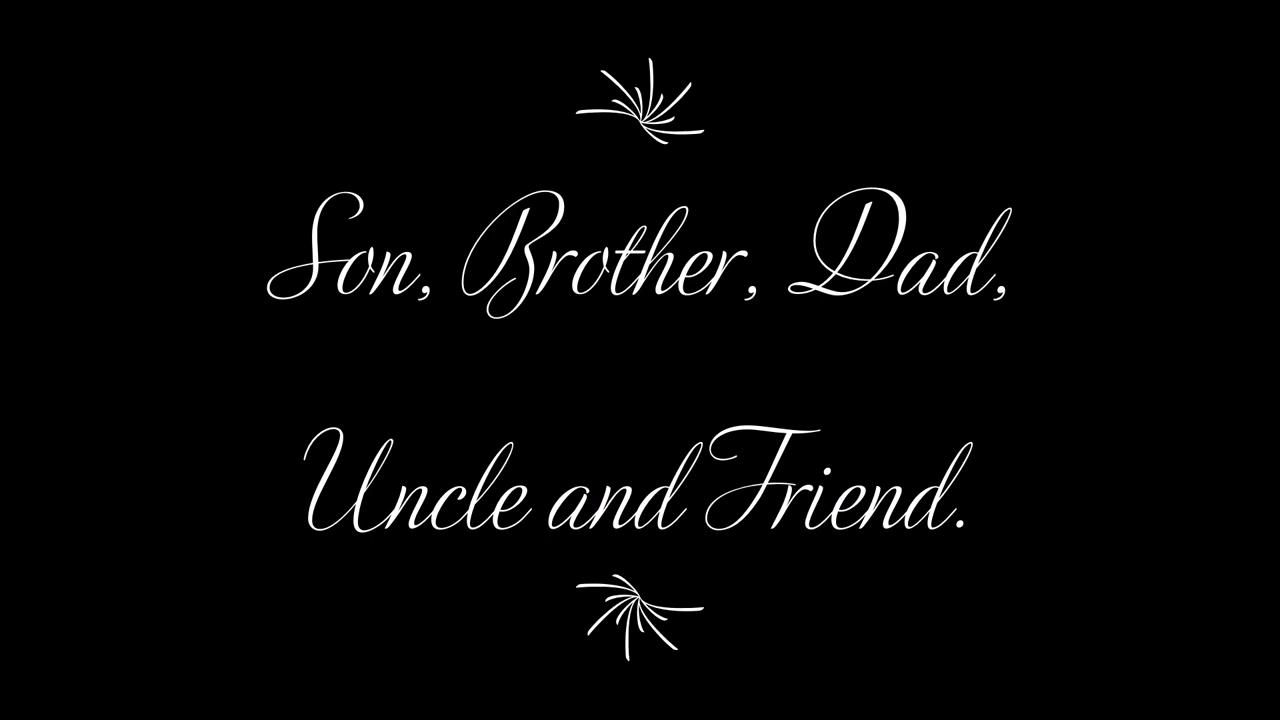 Son, Brother, Dad,
Uncle and Friend.